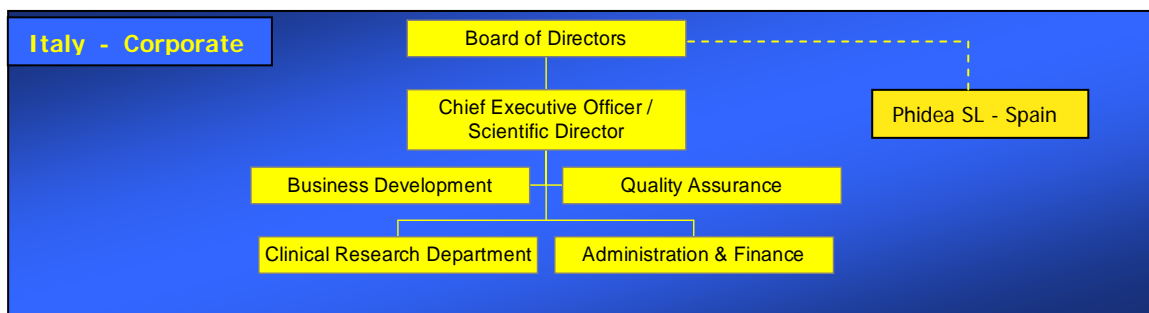 Italy - Corporate
Board of Directors
Chief Executive Officer /
Scientific Director
Phidea SL - Spain
Business Development
Quality Assurance
Clinical Research Department
Administration & Finance